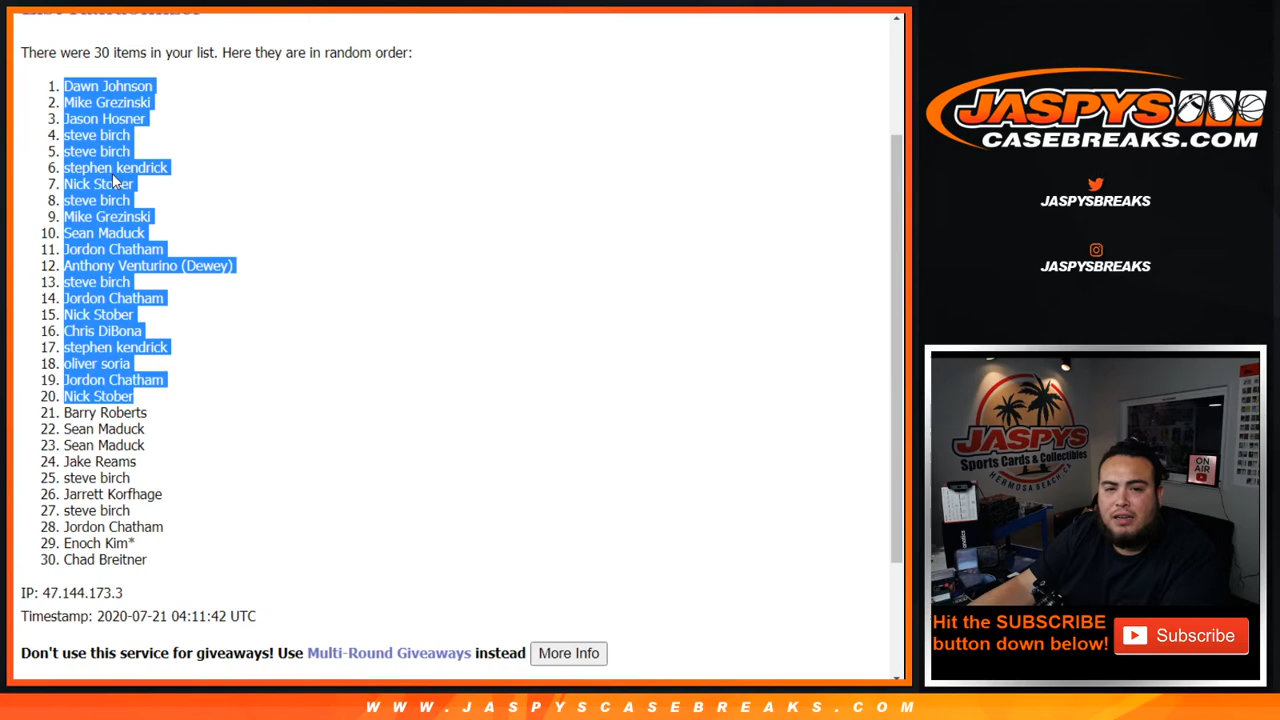 There were 30 items in your list. Here they are in random order:
1. Dawn Johnson
2. Mike Grezinski
3. Jason Hosner
4. steve birch
5. steve birch
6. stephen kendrick
7. Nick Stober
8. steve birch
9. Mike Grezinski
10. Sean Maduck
11. Jordon Chatham
12. Anthony Venturino (Dewey)
13. steve birch
14. Jordon Chatham
15. Nick Stober
16. Chris DiBona
17. stephen kendrick
18. oliver soria
19. Jordon Chatham
20. Nick Stober
21. Barry Roberts
22. Sean Maduck
23. Sean Maduck
24. Jake Reams
25. steve birch
26. Jarrett Korfhage
27. steve birch
28. Jordon Chatham
29. Enoch Kim*
30. Chad Breitner
IP: 47.144.173.3
Timestamp: 2020-07-21 04:11:42 UTC
Don't use this service for giveaways! Use Multi-Round Giveaways instead More Info
JASPYS
CASEBREAKS.COM
JASPYSBREAKS
JASPYSBREAKS
JASPYS
Sports Cards & Collectibles
HERMOSA BEACH, CA
ON
AIR
Hit the SUBSCRIBE
button down below!
Subscribe
WWW.JASPYSCASEBREAKS.COM